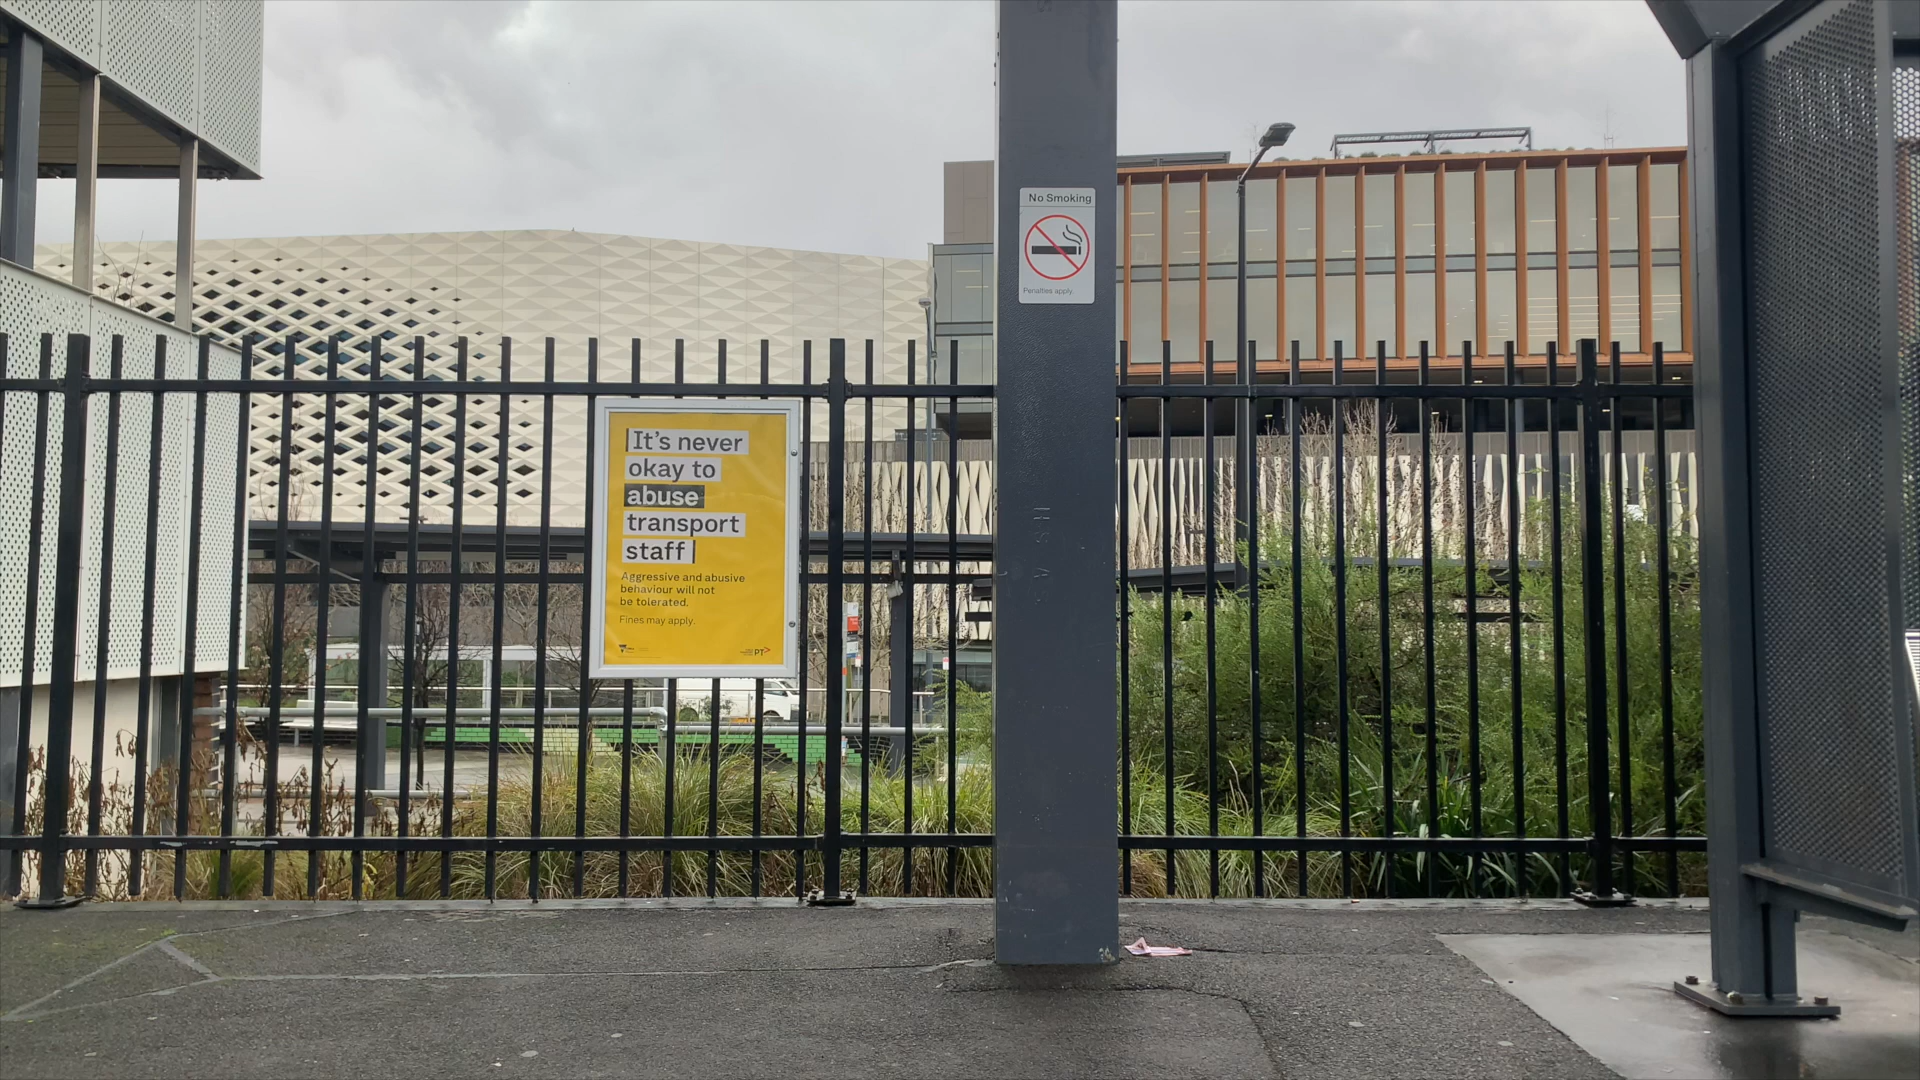 No Smoking
Penalties apply.
It's never
okay to
abuse
transport
staff
Aggressive and abusive
behaviour will not
be tolerated.
Fines may apply.
PT>